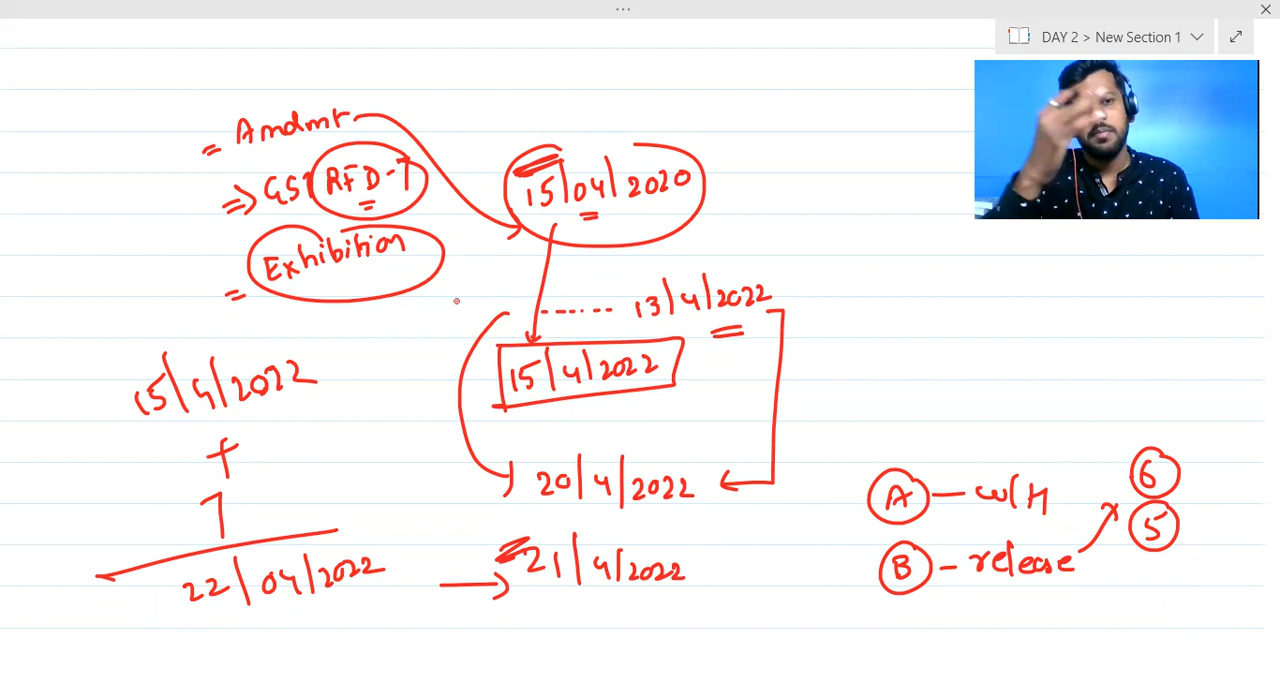 DAY 2 > New Section 1
= Amdmt
15/04/2020
⇒ GST RFD-7
= Exhibition
...... 13/4/2022
15/4/2022
15/4/2022
+
7
20/4/2022
22/04/2022
→ 21/4/2022
A - w/H
6
5
B - release